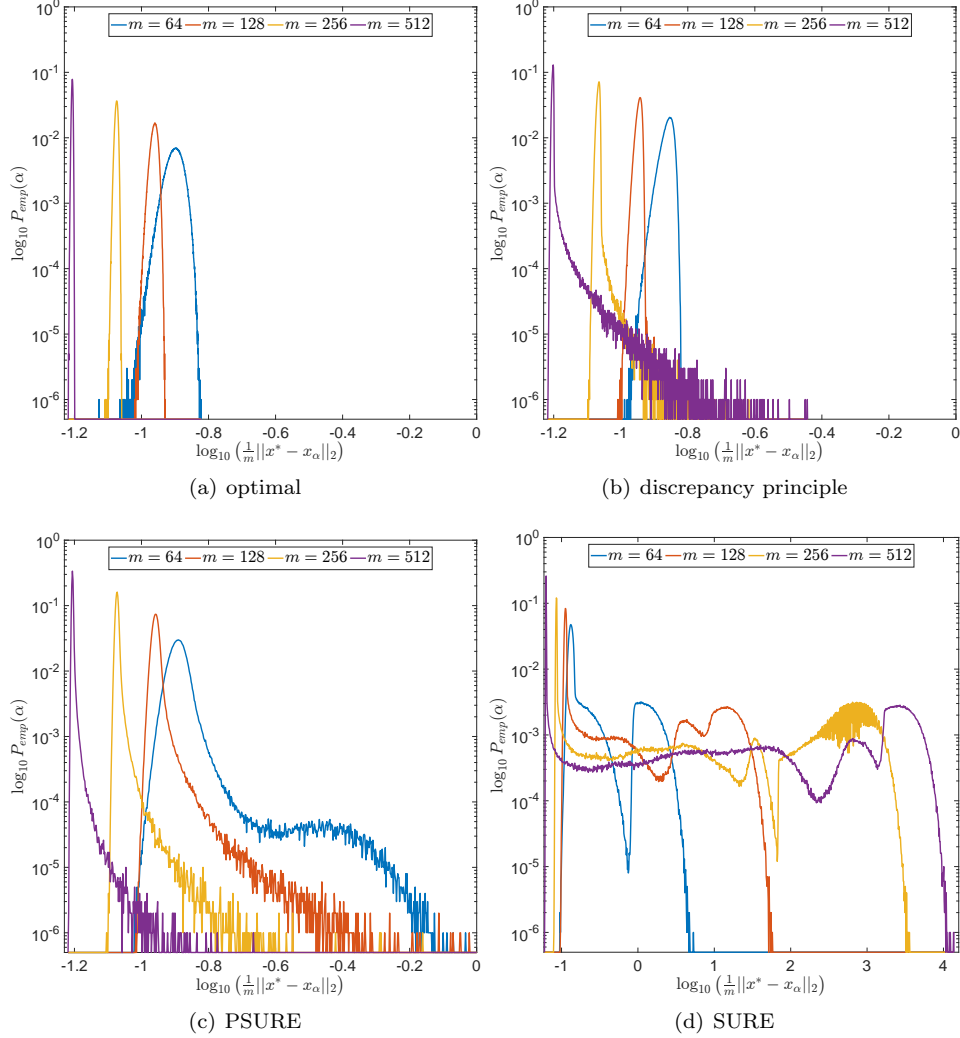 m = 64 m = 128 m = 256 m = 512
10^0
10^-1
10^-2
10^-3
10^-4
10^-5
10^-6
log10 P_emp(α)
-1.2 -1 -0.8 -0.6 -0.4 -0.2 0
log10 (1/m ||x* − x_α||_2)
(a) optimal
m = 64 m = 128 m = 256 m = 512
10^0
10^-1
10^-2
10^-3
10^-4
10^-5
10^-6
log10 P_emp(α)
-1.2 -1 -0.8 -0.6 -0.4 -0.2 0
log10 (1/m ||x* − x_α||_2)
(b) discrepancy principle
m = 64 m = 128 m = 256 m = 512
10^0
10^-1
10^-2
10^-3
10^-4
10^-5
10^-6
log10 P_emp(α)
-1.2 -1 -0.8 -0.6 -0.4 -0.2 0
log10 (1/m ||x* − x_α||_2)
(c) PSURE
m = 64 m = 128 m = 256 m = 512
10^0
10^-1
10^-2
10^-3
10^-4
10^-5
10^-6
log10 P_emp(α)
-1 0 1 2 3 4
log10 (1/m ||x* − x_α||_2)
(d) SURE